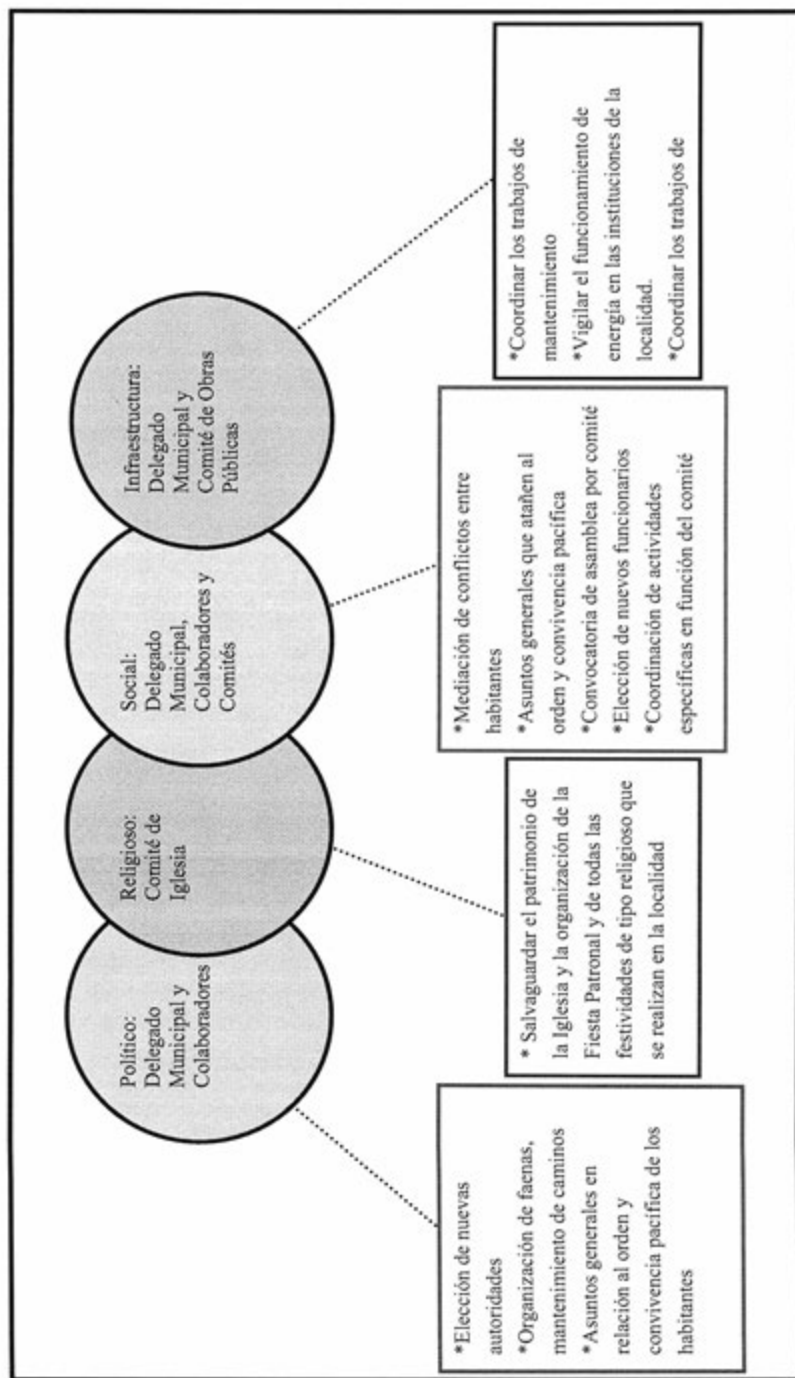 Político:
Delegado
Municipal y
Colaboradores
Religioso:
Comité de
Iglesia
Social:
Delegado
Municipal,
Colaboradores y
Comités
Infraestructura:
Delegado
Municipal y
Comité de Obras
Públicas
*Elección de nuevas
autoridades
*Organización de faenas,
mantenimiento de caminos
*Asuntos generales en
relación al orden y
convivencia pacífica de los
habitantes
* Salvaguardar el patrimonio de
la Iglesia y la organización de la
Fiesta Patronal y de todas las
festividades de tipo religioso que
se realizan en la localidad
*Mediación de conflictos entre
habitantes
*Asuntos generales que atañen al
orden y convivencia pacífica
*Convocatoria de asamblea por comité
*Elección de nuevos funcionarios
*Coordinación de actividades
específicas en función del comité
*Coordinar los trabajos de
mantenimiento
*Vigilar el funcionamiento de
energía en las instituciones de la
localidad.
*Coordinar los trabajos de